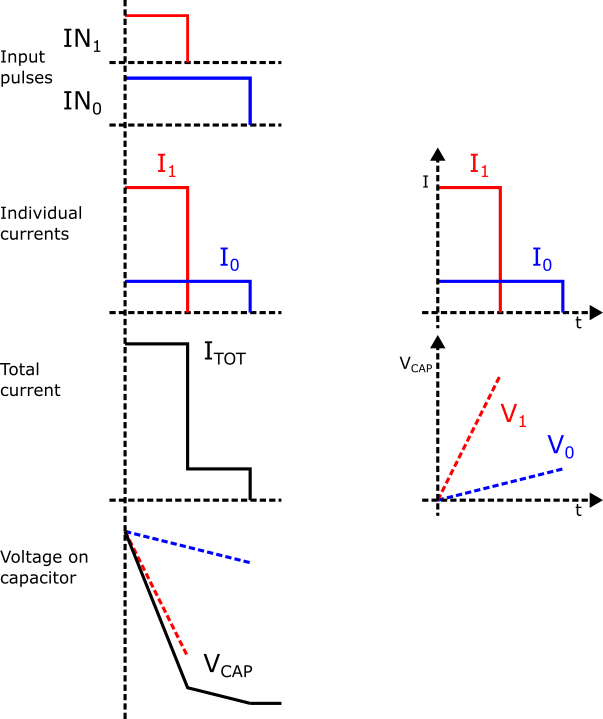 Input
pulses
IN1
IN0
Individual
currents
I1
I0
Total
current
ITOT
Voltage on
capacitor
VCAP
I
I1
I0
t
VCAP
V1
V0
t